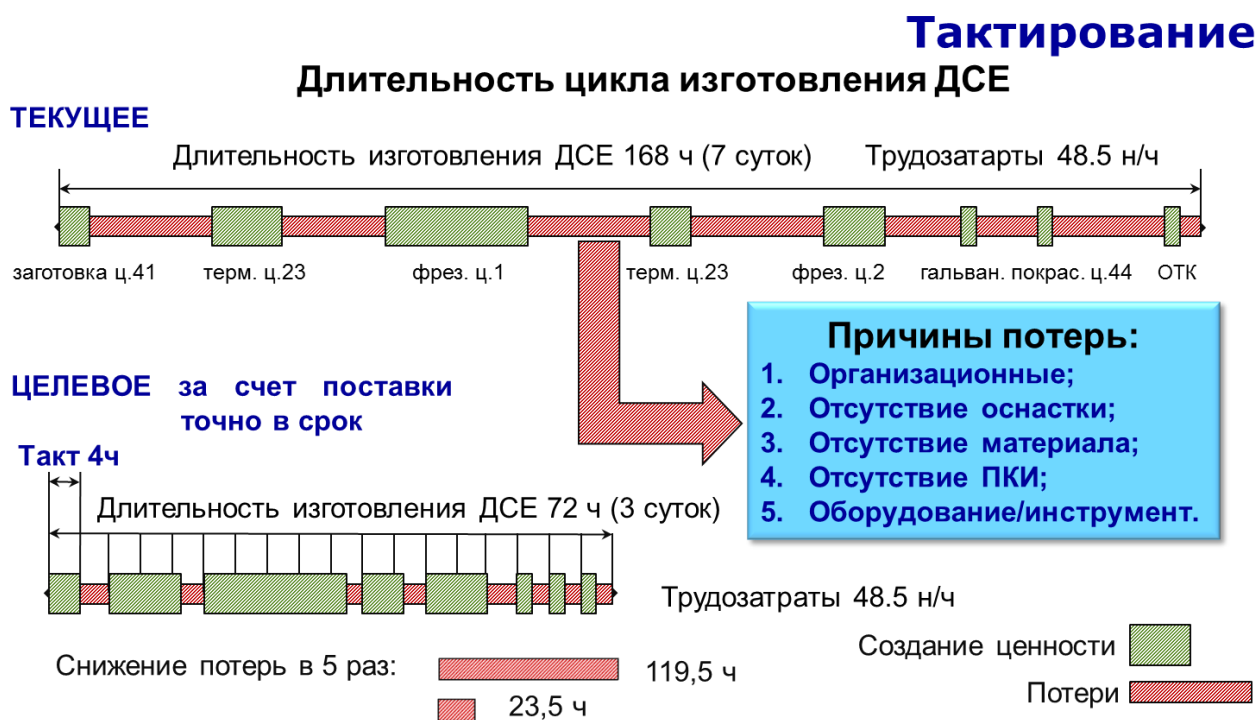 Тактирование
Длительность цикла изготовления ДСЕ
ТЕКУЩЕЕ
Длительность изготовления ДСЕ 168 ч (7 суток)
Трудозатарты 48.5 н/ч
заготовка ц.41
терм. ц.23
фрез. ц.1
терм. ц.23
фрез. ц.2
гальван.
покрас. ц.44
ОТК
Причины потерь:
1. Организационные;
2. Отсутствие оснастки;
3. Отсутствие материала;
4. Отсутствие ПКИ;
5. Оборудование/инструмент.
ЦЕЛЕВОЕ за счет поставки
точно в срок
Такт 4ч
Длительность изготовления ДСЕ 72 ч (3 суток)
Трудозатраты 48.5 н/ч
Снижение потерь в 5 раз:
119,5 ч
23,5 ч
Создание ценности
Потери